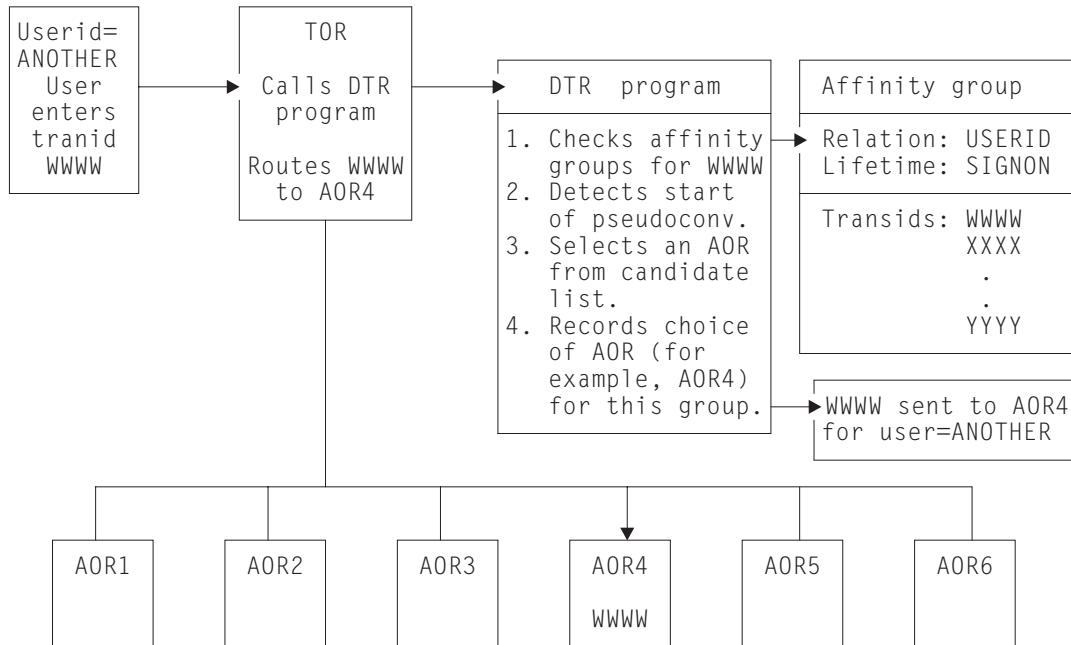 Userid=
ANOTHER
User
enters
tranid
WWWW
TOR
Calls DTR
program
Routes WWWW
to AOR4
DTR program
1. Checks affinity
groups for WWWW
2. Detects start
of pseudoconv.
3. Selects an AOR
from candidate
list.
4. Records choice
of AOR (for
example, AOR4)
for this group.
Affinity group
Relation: USERID
Lifetime: SIGNON
Transids: WWWW
XXXX
.
.
YYYY
WWWW sent to AOR4
for user=ANOTHER
AOR1
AOR2
AOR3
AOR4
WWWW
AOR5
AOR6